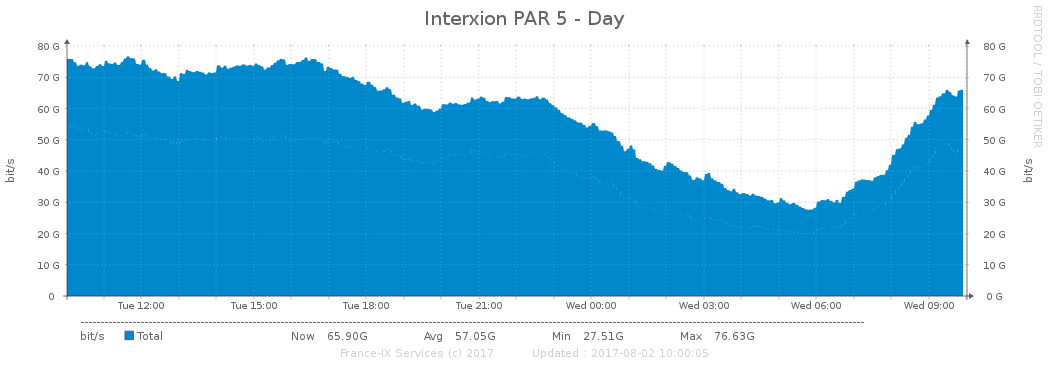 Interxion PAR 5 - Day
RRDTOOL / TOBI OETIKER
80 G 80 G
70 G 70 G
60 G 60 G
50 G 50 G
40 G 40 G
30 G 30 G
20 G 20 G
10 G 10 G
0 0 G
bit/s bit/s
Tue 12:00 Tue 15:00 Tue 18:00 Tue 21:00 Wed 00:00 Wed 03:00 Wed 06:00 Wed 09:00
bit/s Total Now 65.90G Avg 57.05G Min 27.51G Max 76.63G
France-IX Services (c) 2017 Updated : 2017-08-02 10:00:05